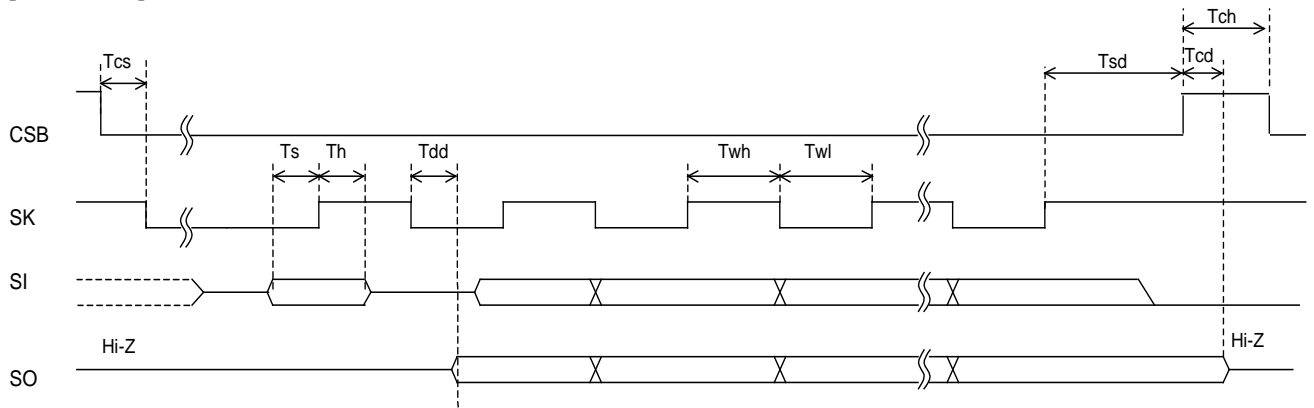 Tch
Tcs
Tsd
Tcd
CSB
Ts
Th
Tdd
Twh
Twl
SK
SI
Hi-Z
Hi-Z
SO